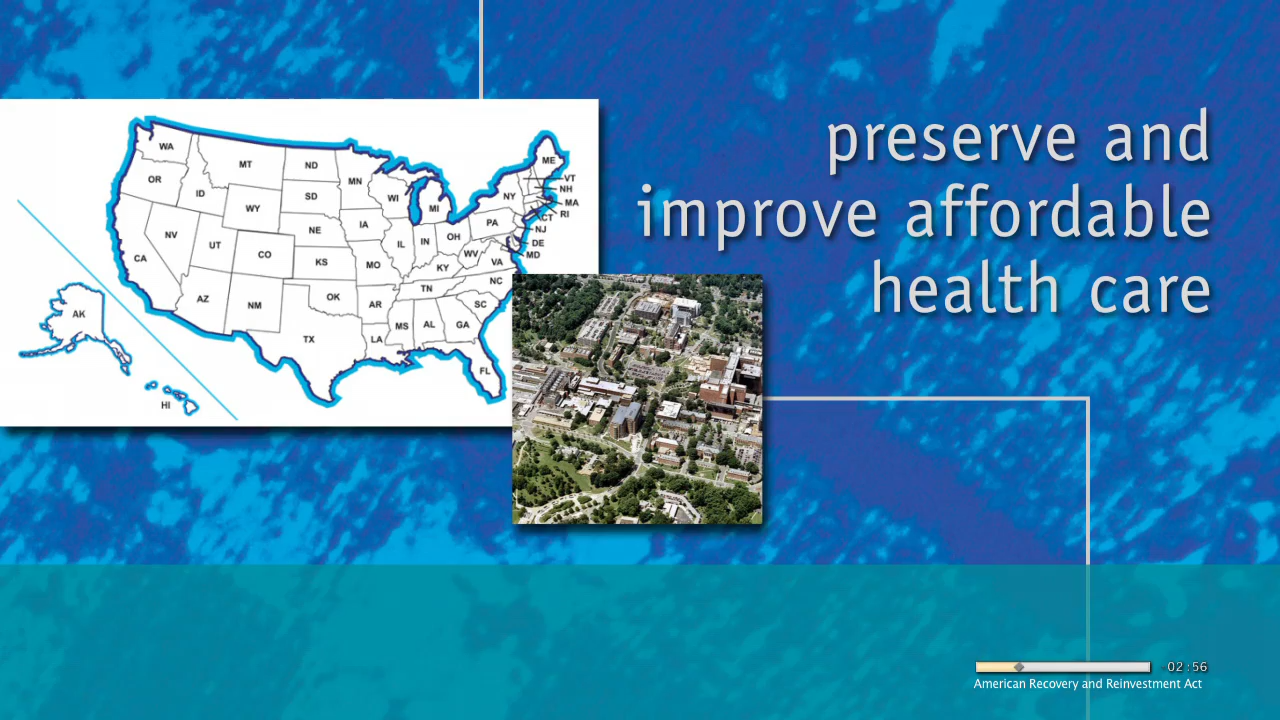 preserve and
improve affordable
health care
WA
MT
ND
MN
ME
VT
NH
MA
RI
CT
NJ
DE
MD
OR
ID
SD
WI
MI
NY
WY
IA
PA
NV
UT
NE
IL
IN
OH
CA
CO
KS
MO
WV
VA
KY
NC
AZ
NM
OK
AR
TN
SC
TX
LA
MS
AL
GA
FL
AK
HI
-02:56
American Recovery and Reinvestment Act